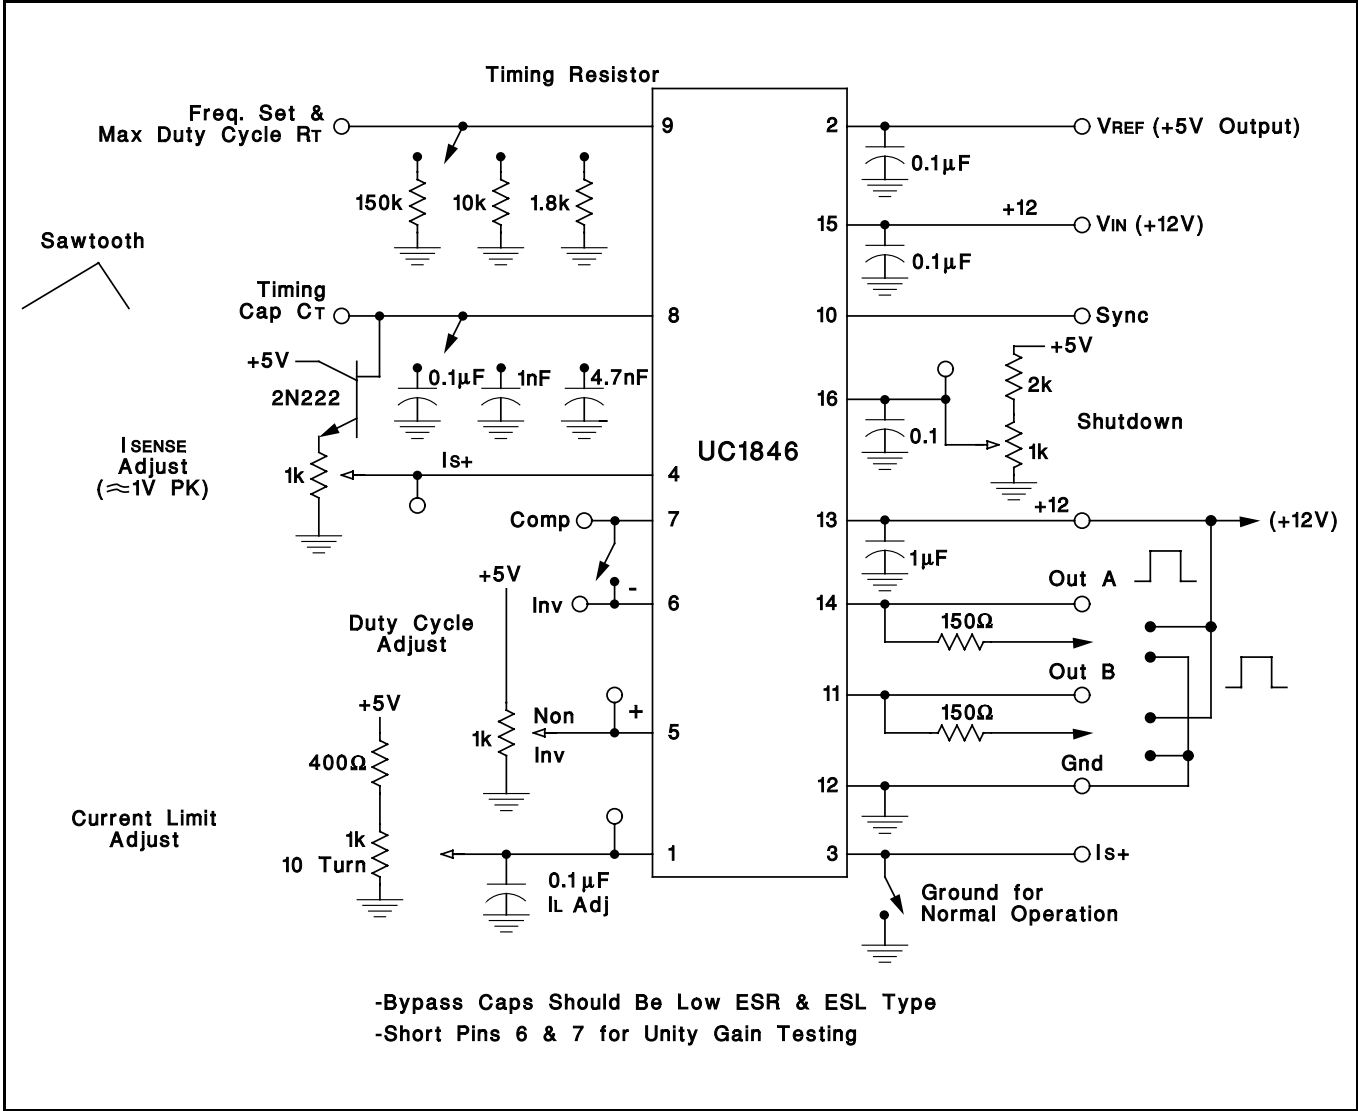 Timing Resistor
Freq. Set &
Max Duty Cycle RT
9
2
VREF (+5V Output)
0.1µF
150k
10k
1.8k
15
+12
VIN (+12V)
0.1µF
Sawtooth
Timing
Cap CT
8
10
Sync
+5V
+5V
2N222
0.1µF
1nF
4.7nF
2k
16
0.1
Shutdown
1k
UC1846
ISENSE
Adjust
(≈1V PK)
1k
IS+
4
Comp
7
13
+12
(+12V)
1µF
+5V
Inv
-
6
14
Out A
150Ω
Duty Cycle
Adjust
11
Out B
150Ω
+5V
400Ω
1k
Non
Inv
+
5
12
Gnd
Current Limit
Adjust
1k
10 Turn
1
0.1µF
IL Adj
3
IS+
Ground for
Normal Operation
-Bypass Caps Should Be Low ESR & ESL Type
-Short Pins 6 & 7 for Unity Gain Testing